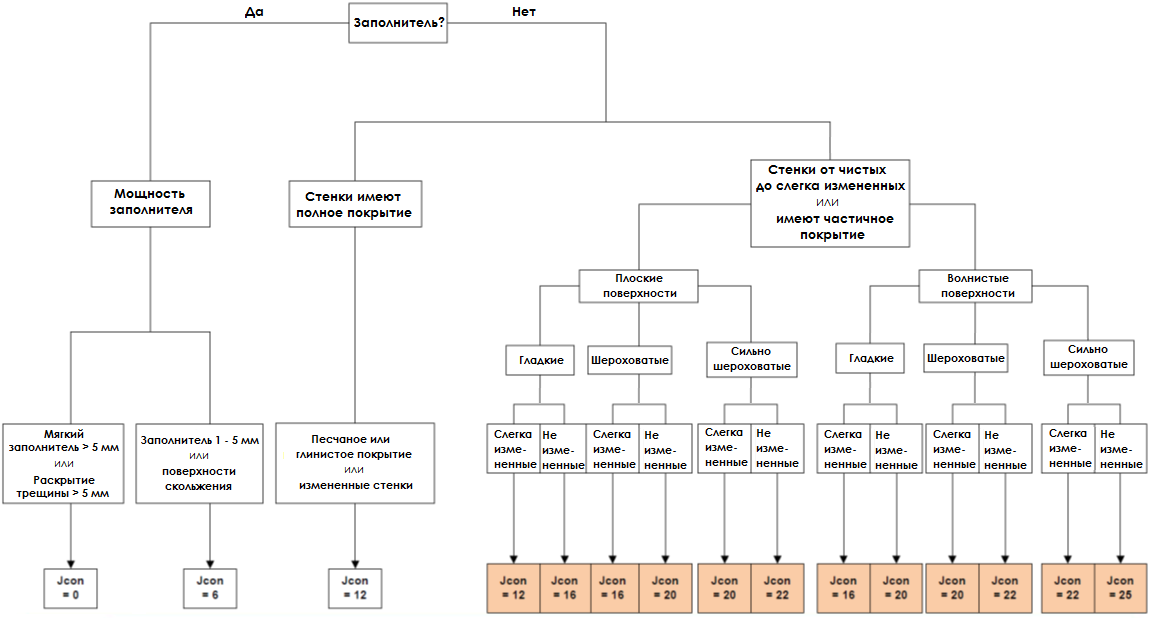 Да
Заполнитель?
Нет
Мощность
заполнителя
Стенки имеют
полное покрытие
Стенки от чистых
до слегка измененных
или
имеют частичное
покрытие
Плоские
поверхности
Волнистые
поверхности
Гладкие
Шероховатые
Сильно
шероховатые
Гладкие
Шероховатые
Сильно
шероховатые
Мягкий
заполнитель > 5 мм
или
Раскрытие
трещины > 5 мм
Заполнитель 1 - 5 мм
или
поверхности
скольжения
Песчаное или
глинистое покрытие
или
измененные стенки
Слегка
изме-
ненные
Не
изме-
ненные
Слегка
изме-
ненные
Не
изме-
ненные
Слегка
изме-
ненные
Не
изме-
ненные
Слегка
изме-
ненные
Не
изме-
ненные
Слегка
изме-
ненные
Не
изме-
ненные
Слегка
изме-
ненные
Не
изме-
ненные
Jcon
= 0
Jcon
= 6
Jcon
= 12
Jcon
= 12
Jcon
= 16
Jcon
= 16
Jcon
= 20
Jcon
= 20
Jcon
= 22
Jcon
= 16
Jcon
= 20
Jcon
= 20
Jcon
= 22
Jcon
= 22
Jcon
= 25